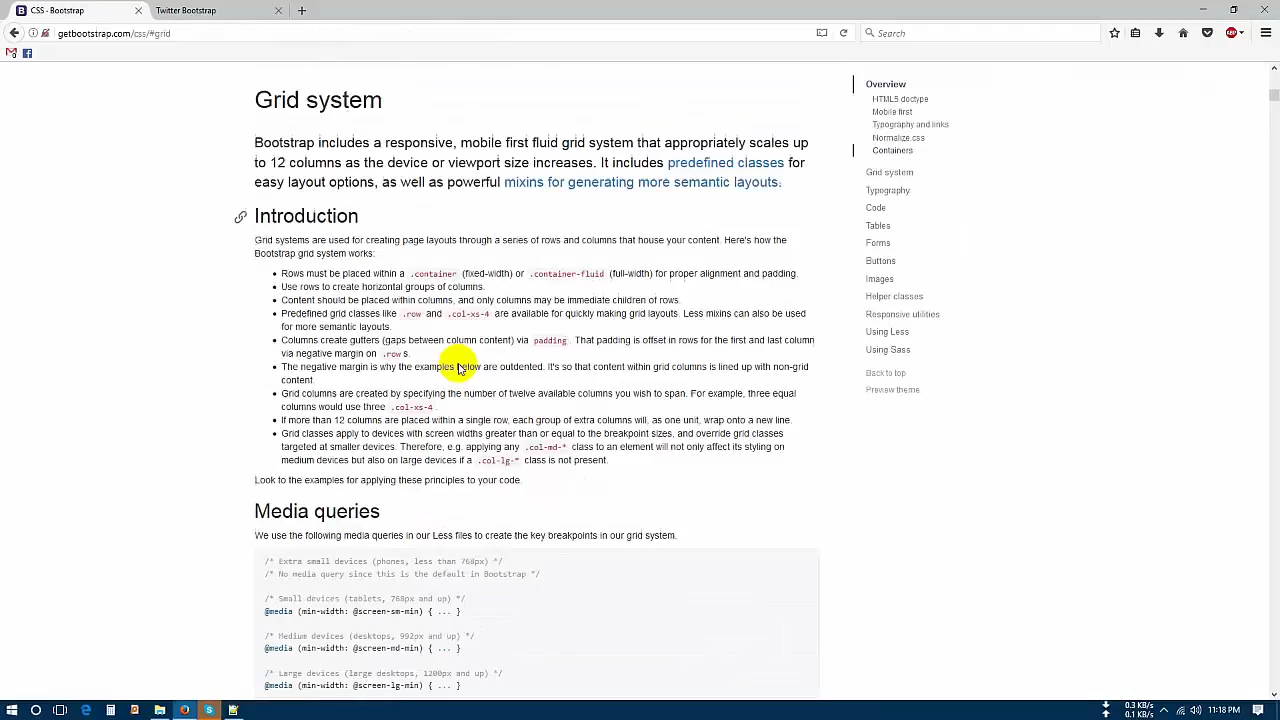 CSS - Bootstrap
Twitter Bootstrap
getbootstrap.com/css/#grid
Search
ABP
Grid system
Bootstrap includes a responsive, mobile first fluid grid system that appropriately scales up
to 12 columns as the device or viewport size increases. It includes predefined classes for
easy layout options, as well as powerful mixins for generating more semantic layouts.
Introduction
Grid systems are used for creating page layouts through a series of rows and columns that house your content. Here's how the
Bootstrap grid system works:
• Rows must be placed within a .container (fixed-width) or .container-fluid (full-width) for proper alignment and padding.
• Use rows to create horizontal groups of columns.
• Content should be placed within columns, and only columns may be immediate children of rows.
• Predefined grid classes like .row and .col-xs-4 are available for quickly making grid layouts. Less mixins can also be used
for more semantic layouts.
• Columns create gutters (gaps between column content) via padding. That padding is offset in rows for the first and last column
via negative margin on .row s.
• The negative margin is why the examples below are outdented. It's so that content within grid columns is lined up with non-grid
content.
• Grid columns are created by specifying the number of twelve available columns you wish to span. For example, three equal
columns would use three .col-xs-4 .
• If more than 12 columns are placed within a single row, each group of extra columns will, as one unit, wrap onto a new line.
• Grid classes apply to devices with screen widths greater than or equal to the breakpoint sizes, and override grid classes
targeted at smaller devices. Therefore, e.g. applying any .col-md-* class to an element will not only affect its styling on
medium devices but also on large devices if a .col-lg-* class is not present.
Look to the examples for applying these principles to your code.
Media queries
We use the following media queries in our Less files to create the key breakpoints in our grid system.
/* Extra small devices (phones, less than 768px) */
/* No media query since this is the default in Bootstrap */
/* Small devices (tablets, 768px and up) */
@media (min-width: @screen-sm-min) { ... }
/* Medium devices (desktops, 992px and up) */
@media (min-width: @screen-md-min) { ... }
/* Large devices (large desktops, 1200px and up) */
@media (min-width: @screen-lg-min) { ... }
Overview
HTML5 doctype
Mobile first
Typography and links
Normalize.css
Containers
Grid system
Typography
Code
Tables
Forms
Buttons
Images
Helper classes
Responsive utilities
Using Less
Using Sass
Back to top
Preview theme
0.3 KB/s
0.1 KB/s
11:18 PM